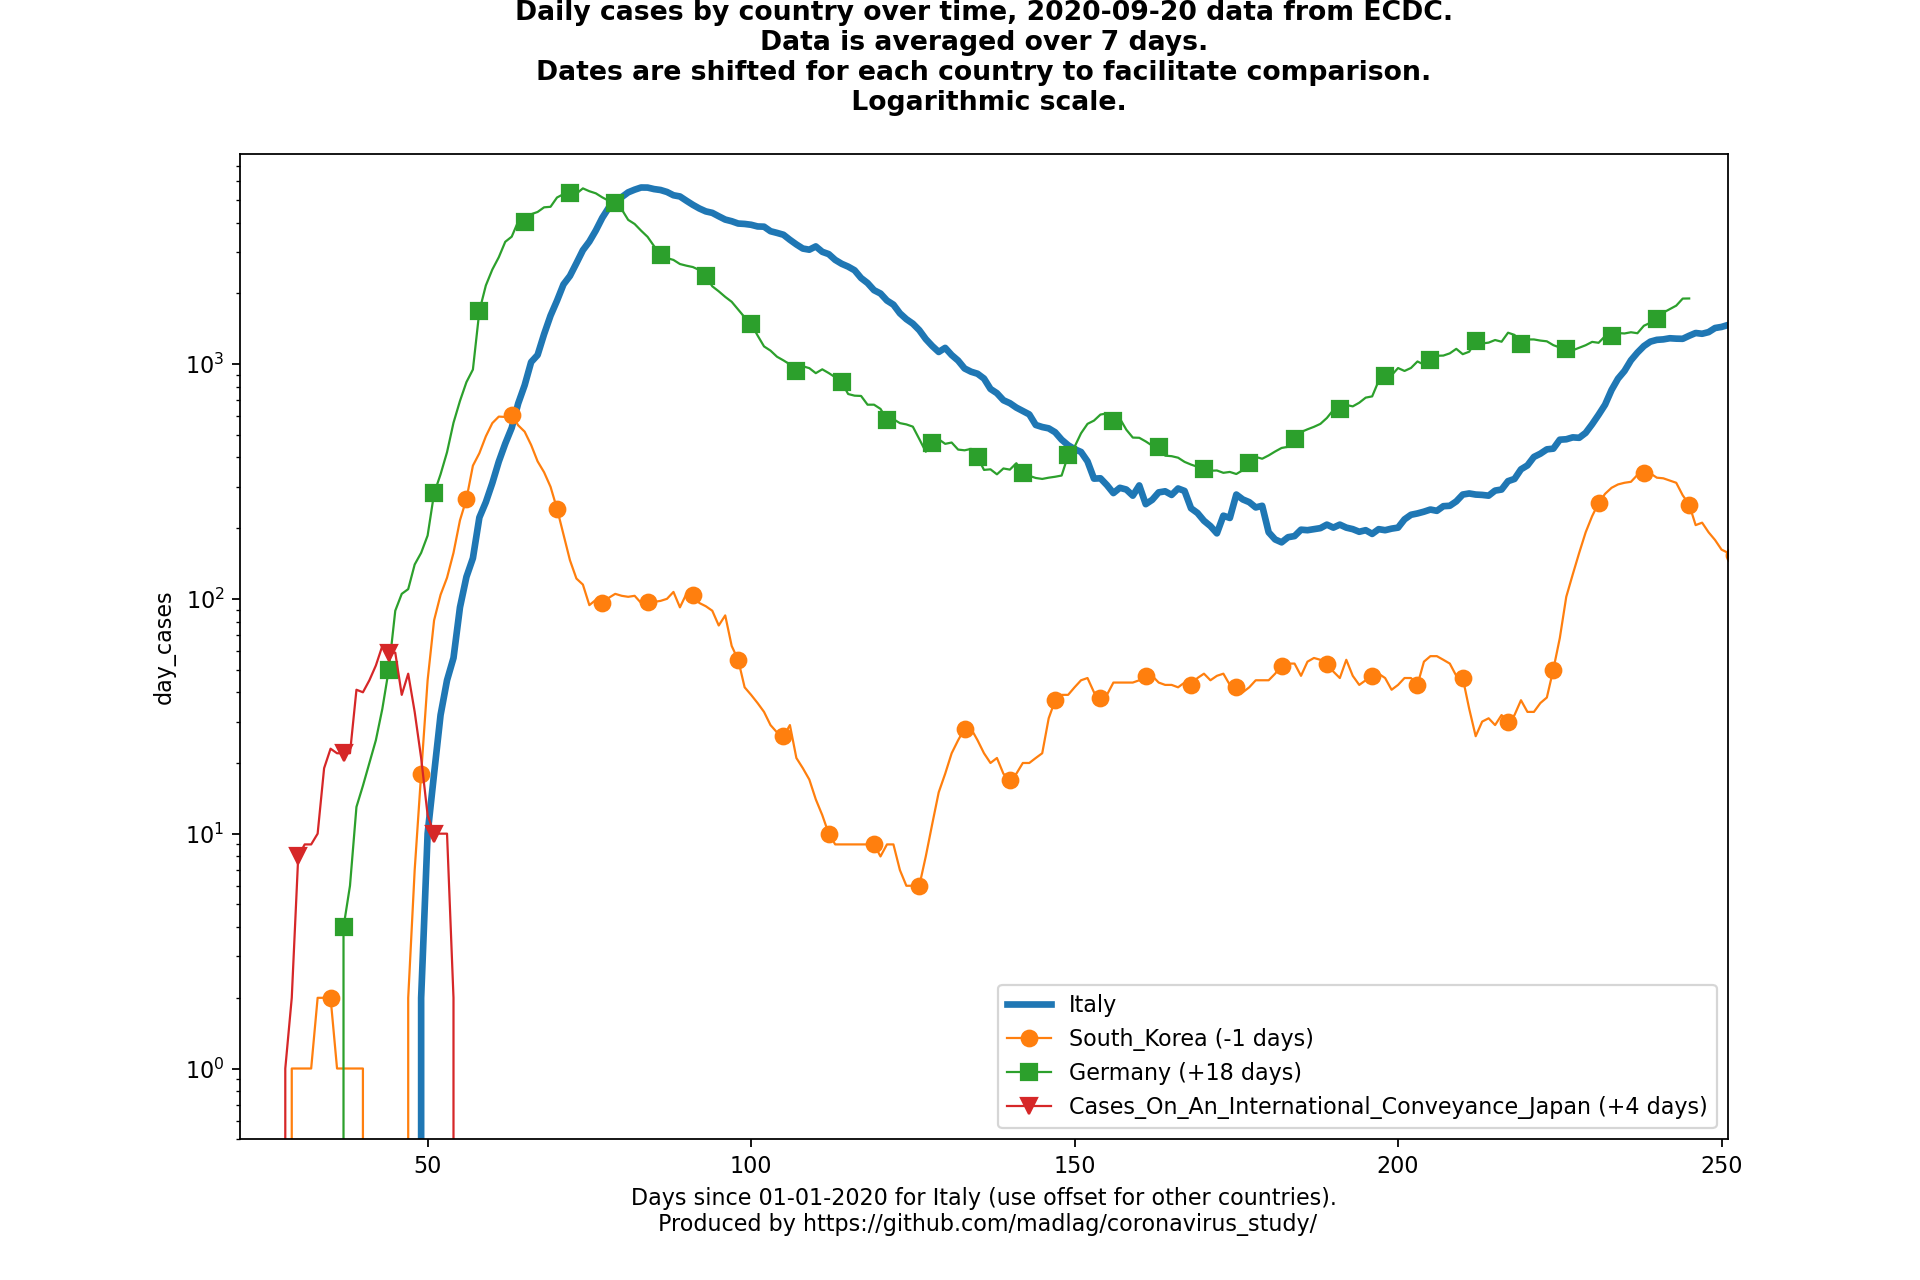 Daily cases by country over time, 2020-09-20 data from ECDC.
Data is averaged over 7 days.
Dates are shifted for each country to facilitate comparison.
Logarithmic scale.
day_cases
10³
10²
10¹
10⁰
Italy
South_Korea (-1 days)
Germany (+18 days)
Cases_On_An_International_Conveyance_Japan (+4 days)
50 100 150 200 250
Days since 01-01-2020 for Italy (use offset for other countries).
Produced by https://github.com/madlag/coronavirus_study/